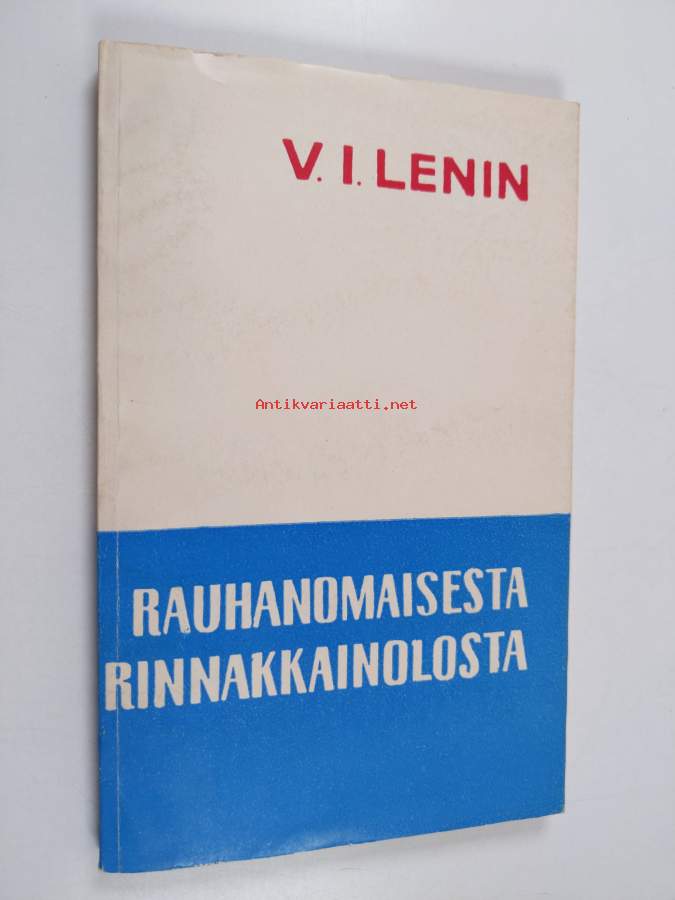 V. I. LENIN
Antikvariaatti.net
RAUHANOMAISESTA
RINNAKKAINOLOSTA